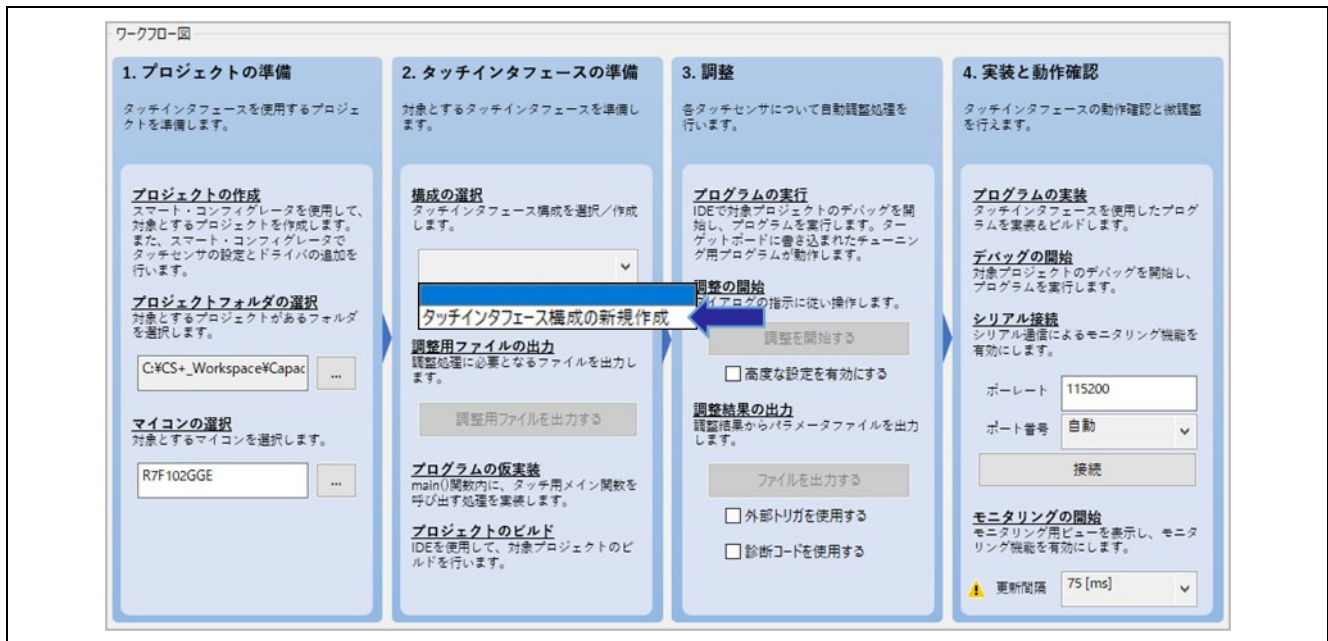 ワークフロー図
1. プロジェクトの準備
タッチインタフェースを使用するプロジェ
クトを準備します。
プロジェクトの作成
スマート・コンフィグレータを使用して、
対象とするプロジェクトを作成します。
また、スマート・コンフィグレータで
タッチセンサの設定とドライバの追加を
行います。
プロジェクトフォルダの選択
対象とするプロジェクトがあるフォルダ
を選択します。
C:¥CS+_Workspace¥Capac
...
マイコンの選択
対象とするマイコンを選択します。
R7F102GGE
...
2. タッチインタフェースの準備
対象とするタッチインタフェースを準備し
ます。
構成の選択
タッチインタフェース構成を選択／作成
します。
タッチインタフェース構成の新規作成
調整用ファイルの出力
調整処理に必要となるファイルを出力し
ます。
調整用ファイルを出力する
プログラムの仮実装
main()関数内に、タッチ用メイン関数を
呼び出す処理を実装します。
プロジェクトのビルド
IDEを使用して、対象プロジェクトのビ
ルドを行います。
3. 調整
各タッチセンサについて自動調整処理を
行います。
プログラムの実行
IDEで対象プロジェクトのデバッグを開
始し、プログラムを実行します。ター
ゲットボードに書き込まれたチューニン
グ用プログラムが動作します。
調整の開始
イアログの指示に従い操作します。
調整を開始する
高度な設定を有効にする
調整結果の出力
調整結果からパラメータファイルを出力
します。
ファイルを出力する
外部トリガを使用する
診断コードを使用する
4. 実装と動作確認
タッチインタフェースの動作確認と微調整
を行えます。
プログラムの実装
タッチインタフェースを使用したプログ
ラムを実装&ビルドします。
デバッグの開始
対象プロジェクトのデバッグを開始し、
プログラムを実行します。
シリアル接続
シリアル通信によるモニタリング機能を
有効にします。
ボーレート 115200
ポート番号 自動
接続
モニタリングの開始
モニタリング用ビューを表示し、モニタ
リング機能を有効にします。
更新間隔 75 [ms]